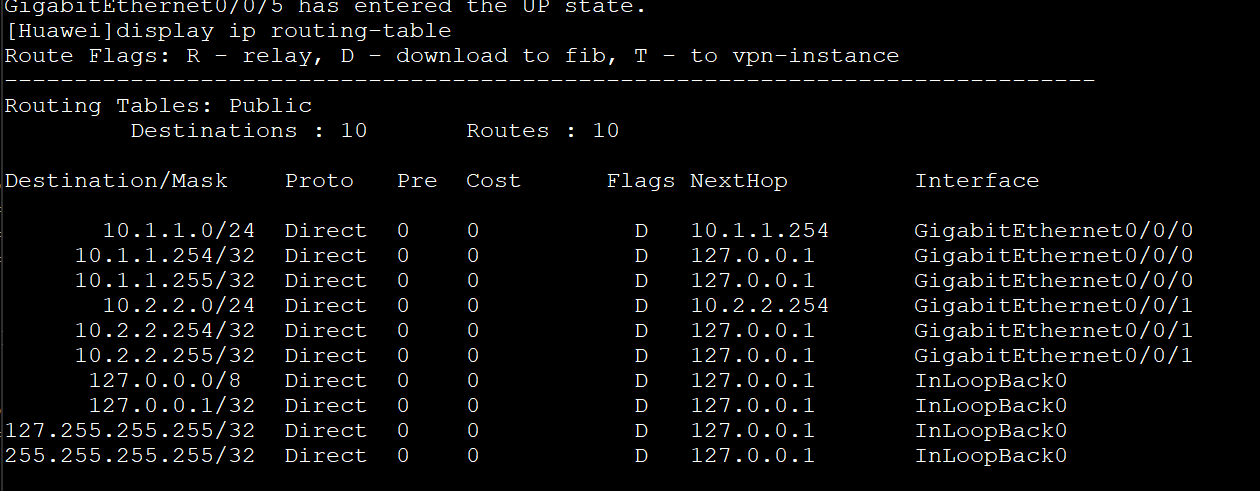 GigabitEthernet0/0/5 has entered the UP state.
[Huawei]display ip routing-table
Route Flags: R - relay, D - download to fib, T - to vpn-instance
------------------------------------------------------------------------------
Routing Tables: Public
         Destinations : 10       Routes : 10
Destination/Mask    Proto   Pre  Cost      Flags NextHop         Interface
10.1.1.0/24  Direct  0    0           D   10.1.1.254      GigabitEthernet0/0/0
10.1.1.254/32  Direct  0    0           D   127.0.0.1       GigabitEthernet0/0/0
10.1.1.255/32  Direct  0    0           D   127.0.0.1       GigabitEthernet0/0/0
10.2.2.0/24  Direct  0    0           D   10.2.2.254      GigabitEthernet0/0/1
10.2.2.254/32  Direct  0    0           D   127.0.0.1       GigabitEthernet0/0/1
10.2.2.255/32  Direct  0    0           D   127.0.0.1       GigabitEthernet0/0/1
127.0.0.0/8   Direct  0    0           D   127.0.0.1       InLoopBack0
127.0.0.1/32  Direct  0    0           D   127.0.0.1       InLoopBack0
127.255.255.255/32  Direct  0    0           D   127.0.0.1       InLoopBack0
255.255.255.255/32  Direct  0    0           D   127.0.0.1       InLoopBack0